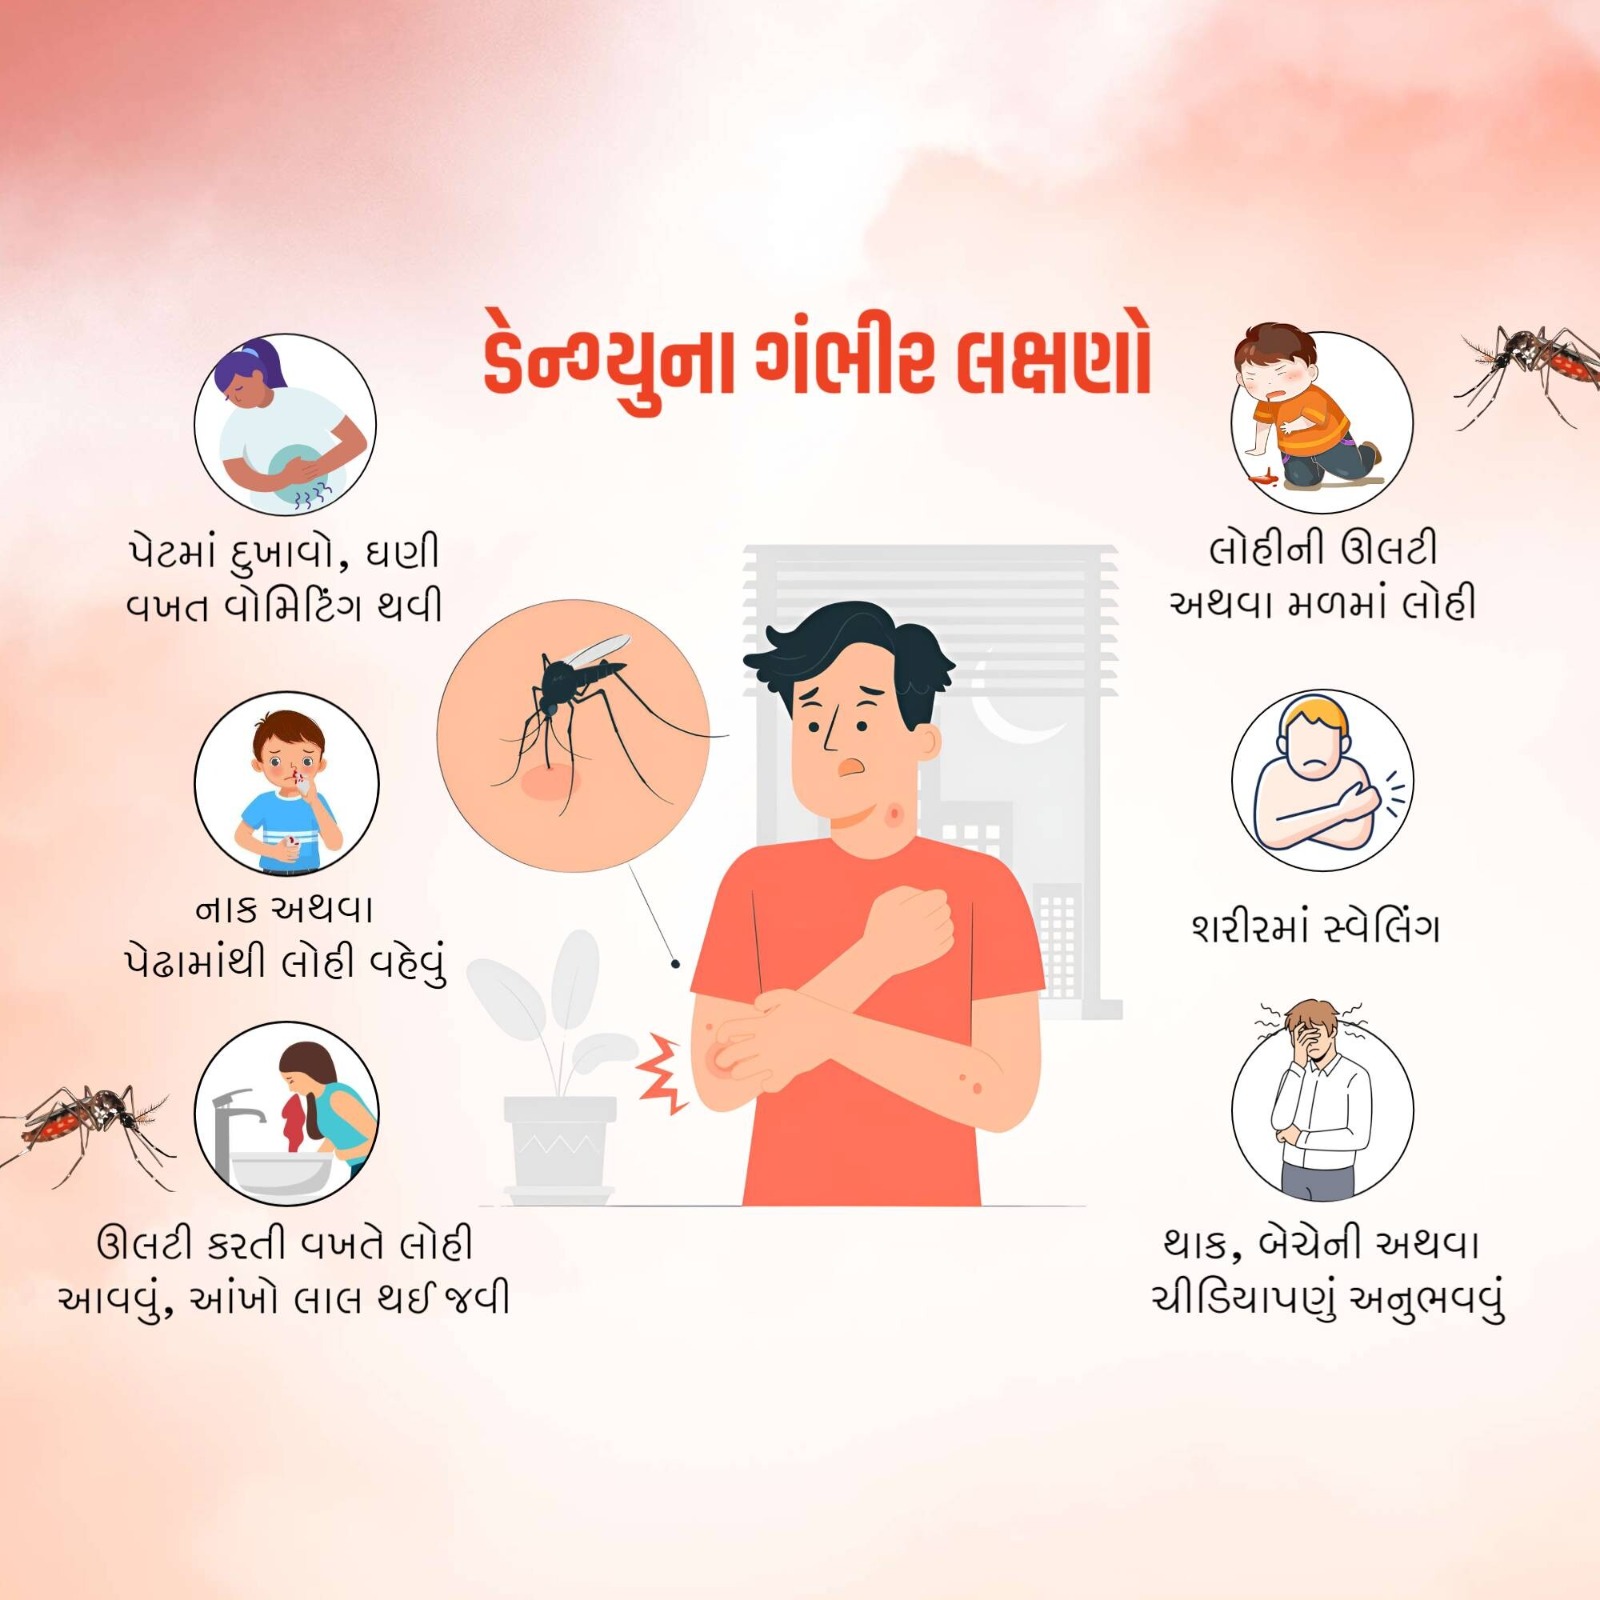 ડેન્ગ્યુના ગંભીર લક્ષણો
પેટમાં દુખાવો, ઘણી
વખત વોમિટિંગ થવી
લોહીની ઊલટી
અથવા મળમાં લોહી
નાક અથવા
પેઢામાંથી લોહી વહેવું
શરીરમાં સ્વેલિંગ
ઊલટી કરતી વખતે લોહી
આવવું, આંખો લાલ થઈ જવી
થાક, બેચેની અથવા
ચીડિયાપણું અનુભવવું